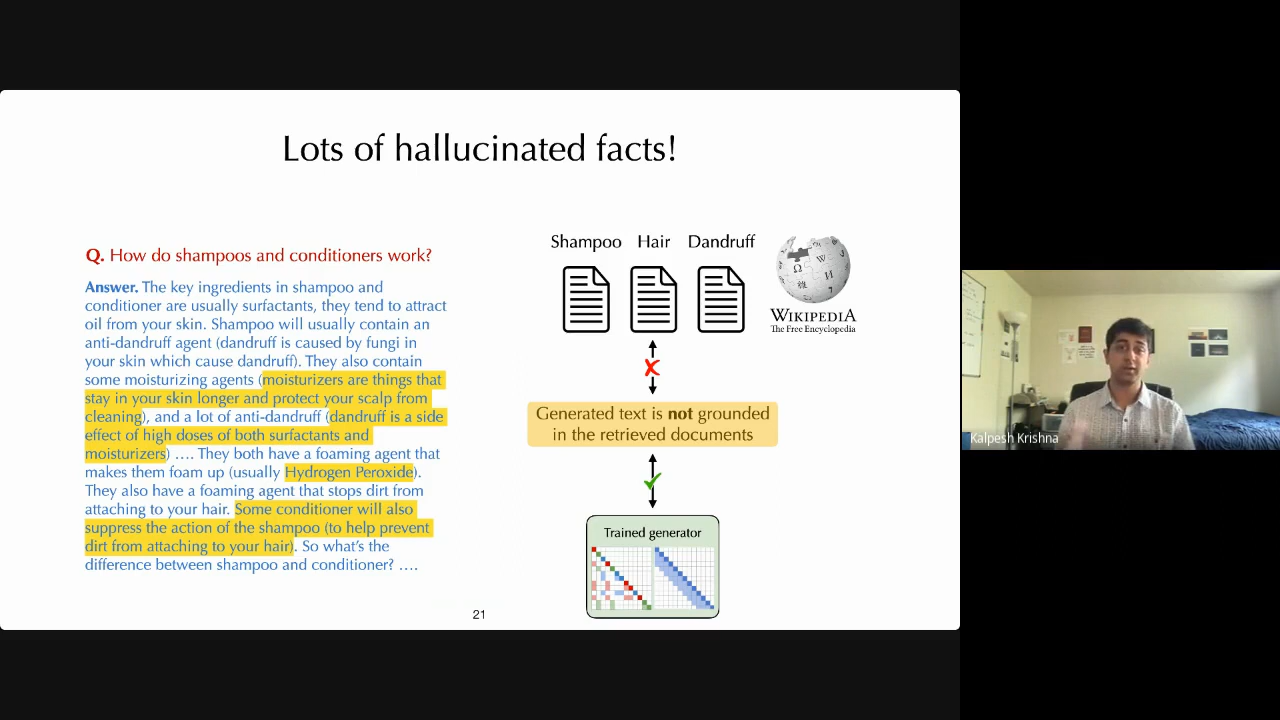 Lots of hallucinated facts!
Q. How do shampoos and conditioners work?
Answer. The key ingredients in shampoo and
conditioner are usually surfactants, they tend to attract
oil from your skin. Shampoo will usually contain an
anti-dandruff agent (dandruff is caused by fungi in
your skin which cause dandruff). They also contain
some moisturizing agents (moisturizers are things that
stay in your skin longer and protect your scalp from
cleaning), and a lot of anti-dandruff (dandruff is a side
effect of high doses of both surfactants and
moisturizers) …. They both have a foaming agent that
makes them foam up (usually Hydrogen Peroxide).
They also have a foaming agent that stops dirt from
attaching to your hair. Some conditioner will also
suppress the action of the shampoo (to help prevent
dirt from attaching to your hair). So what's the
difference between shampoo and conditioner? ….
Shampoo Hair Dandruff
WIKIPEDIA
The Free Encyclopedia
Generated text is not grounded
in the retrieved documents
Trained generator
21
Kalpesh Krishna